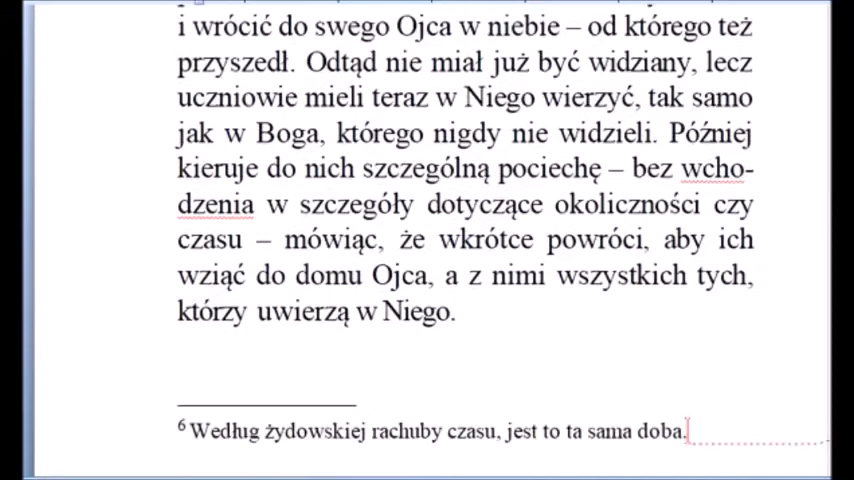 i wrócić do swego Ojca w niebie – od którego też
przyszedł. Odtąd nie miał już być widziany, lecz
uczniowie mieli teraz w Niego wierzyć, tak samo
jak w Boga, którego nigdy nie widzieli. Później
kieruje do nich szczególną pociechę – bez wcho-
dzenia w szczegóły dotyczące okoliczności czy
czasu – mówiąc, że wkrótce powróci, aby ich
wziąć do domu Ojca, a z nimi wszystkich tych,
którzy uwierzą w Niego.
6 Według żydowskiej rachuby czasu, jest to ta sama doba.